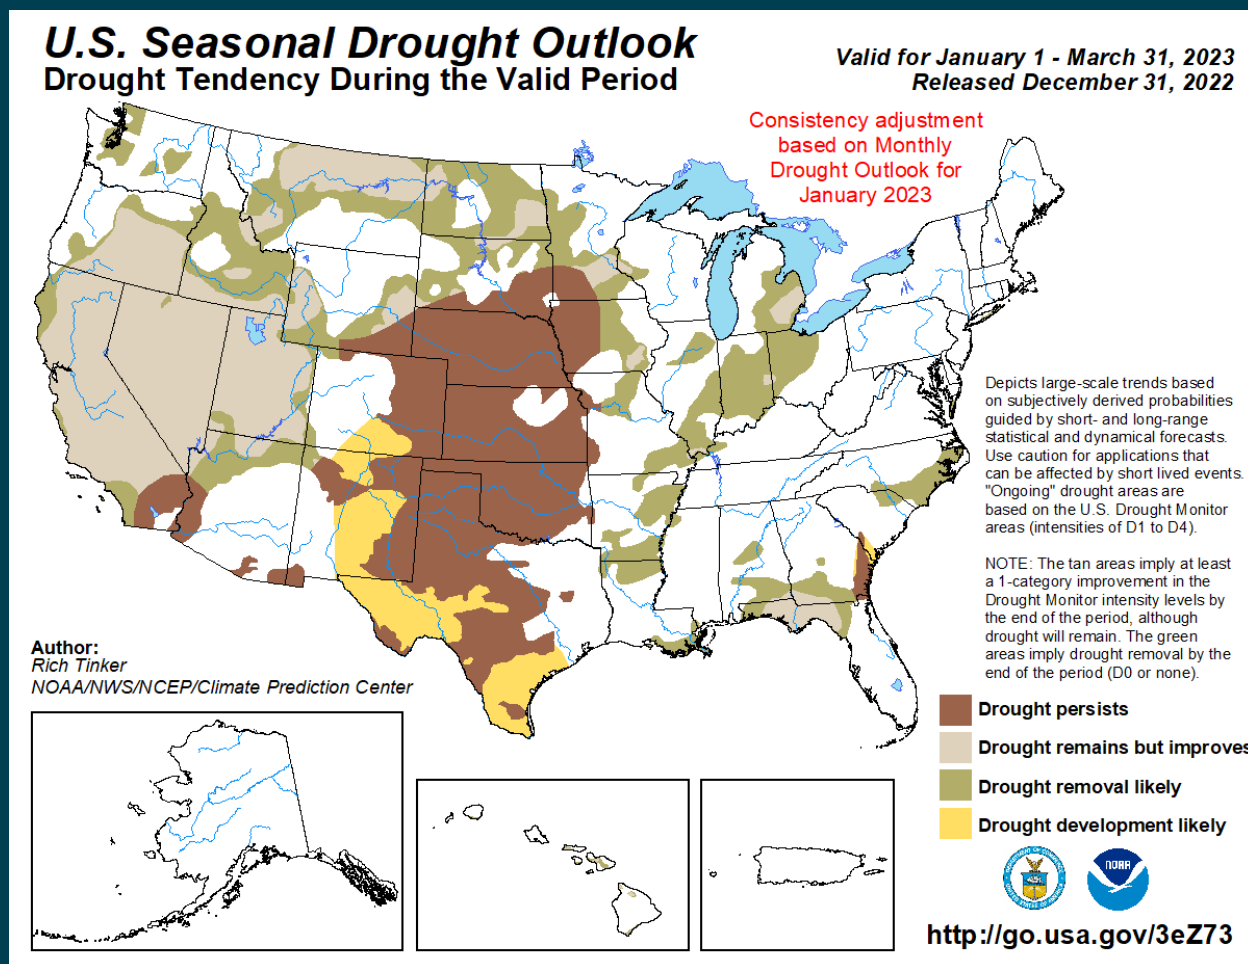 U.S. Seasonal Drought Outlook
Drought Tendency During the Valid Period
Valid for January 1 - March 31, 2023
Released December 31, 2022
Consistency adjustment
based on Monthly
Drought Outlook for
January 2023
Depicts large-scale trends based
on subjectively derived probabilities
guided by short- and long-range
statistical and dynamical forecasts.
Use caution for applications that
can be affected by short lived events.
"Ongoing" drought areas are
based on the U.S. Drought Monitor
areas (intensities of D1 to D4).
NOTE: The tan areas imply at least
a 1-category improvement in the
Drought Monitor intensity levels by
the end of the period, although
drought will remain. The green
areas imply drought removal by the
end of the period (D0 or none).
Author:
Rich Tinker
NOAA/NWS/NCEP/Climate Prediction Center
Drought persists
Drought remains but improves
Drought removal likely
Drought development likely
NOAA
http://go.usa.gov/3eZ73